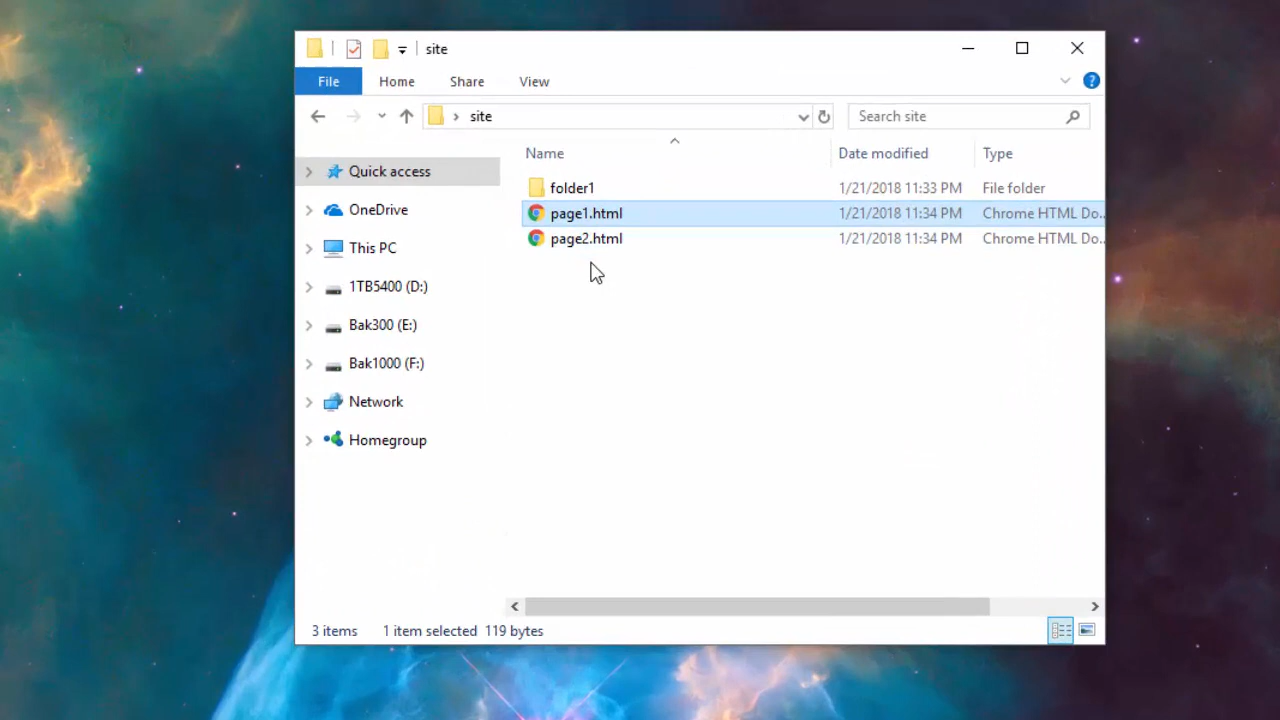 site
File Home Share View
site Search site
Name Date modified Type
Quick access
OneDrive
This PC
1TB5400 (D:)
Bak300 (E:)
Bak1000 (F:)
Network
Homegroup
folder1 1/21/2018 11:33 PM File folder
page1.html 1/21/2018 11:34 PM Chrome HTML Do...
page2.html 1/21/2018 11:34 PM Chrome HTML Do...
3 items 1 item selected 119 bytes